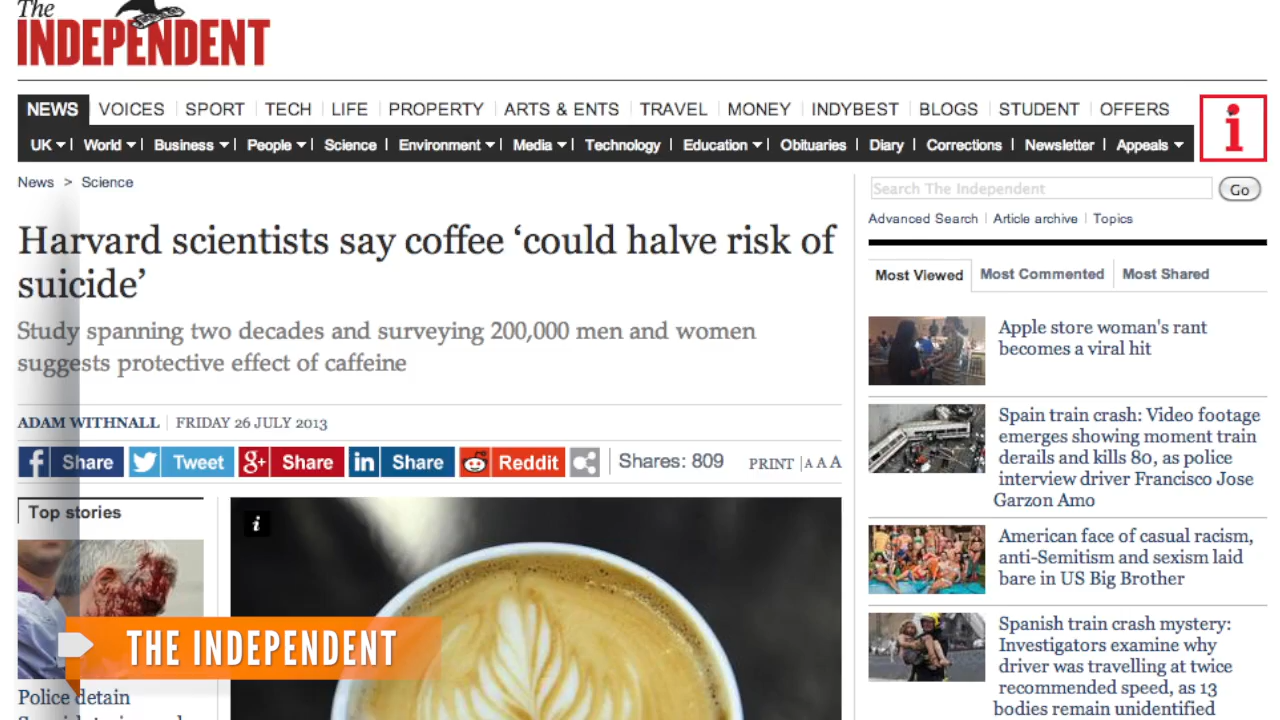 The
INDEPENDENT
NEWS VOICES SPORT TECH LIFE PROPERTY ARTS & ENTS TRAVEL MONEY INDYBEST BLOGS STUDENT OFFERS
i
UK World Business People Science Environment Media Technology Education Obituaries Diary Corrections Newsletter Appeals
News > Science
Search The Independent Go
Advanced Search Article archive Topics
Harvard scientists say coffee ‘could halve risk of
suicide’
Study spanning two decades and surveying 200,000 men and women
suggests protective effect of caffeine
ADAM WITHNALL FRIDAY 26 JULY 2013
f Share Tweet g+ Share in Share Reddit Shares: 809 PRINT A A A
Top stories
i
THE INDEPENDENT
Police detain
Most Viewed Most Commented Most Shared
Apple store woman's rant
becomes a viral hit
Spain train crash: Video footage
emerges showing moment train
derails and kills 80, as police
interview driver Francisco Jose
Garzon Amo
American face of casual racism,
anti-Semitism and sexism laid
bare in US Big Brother
Spanish train crash mystery:
Investigators examine why
driver was travelling at twice
recommended speed, as 13
bodies remain unidentified